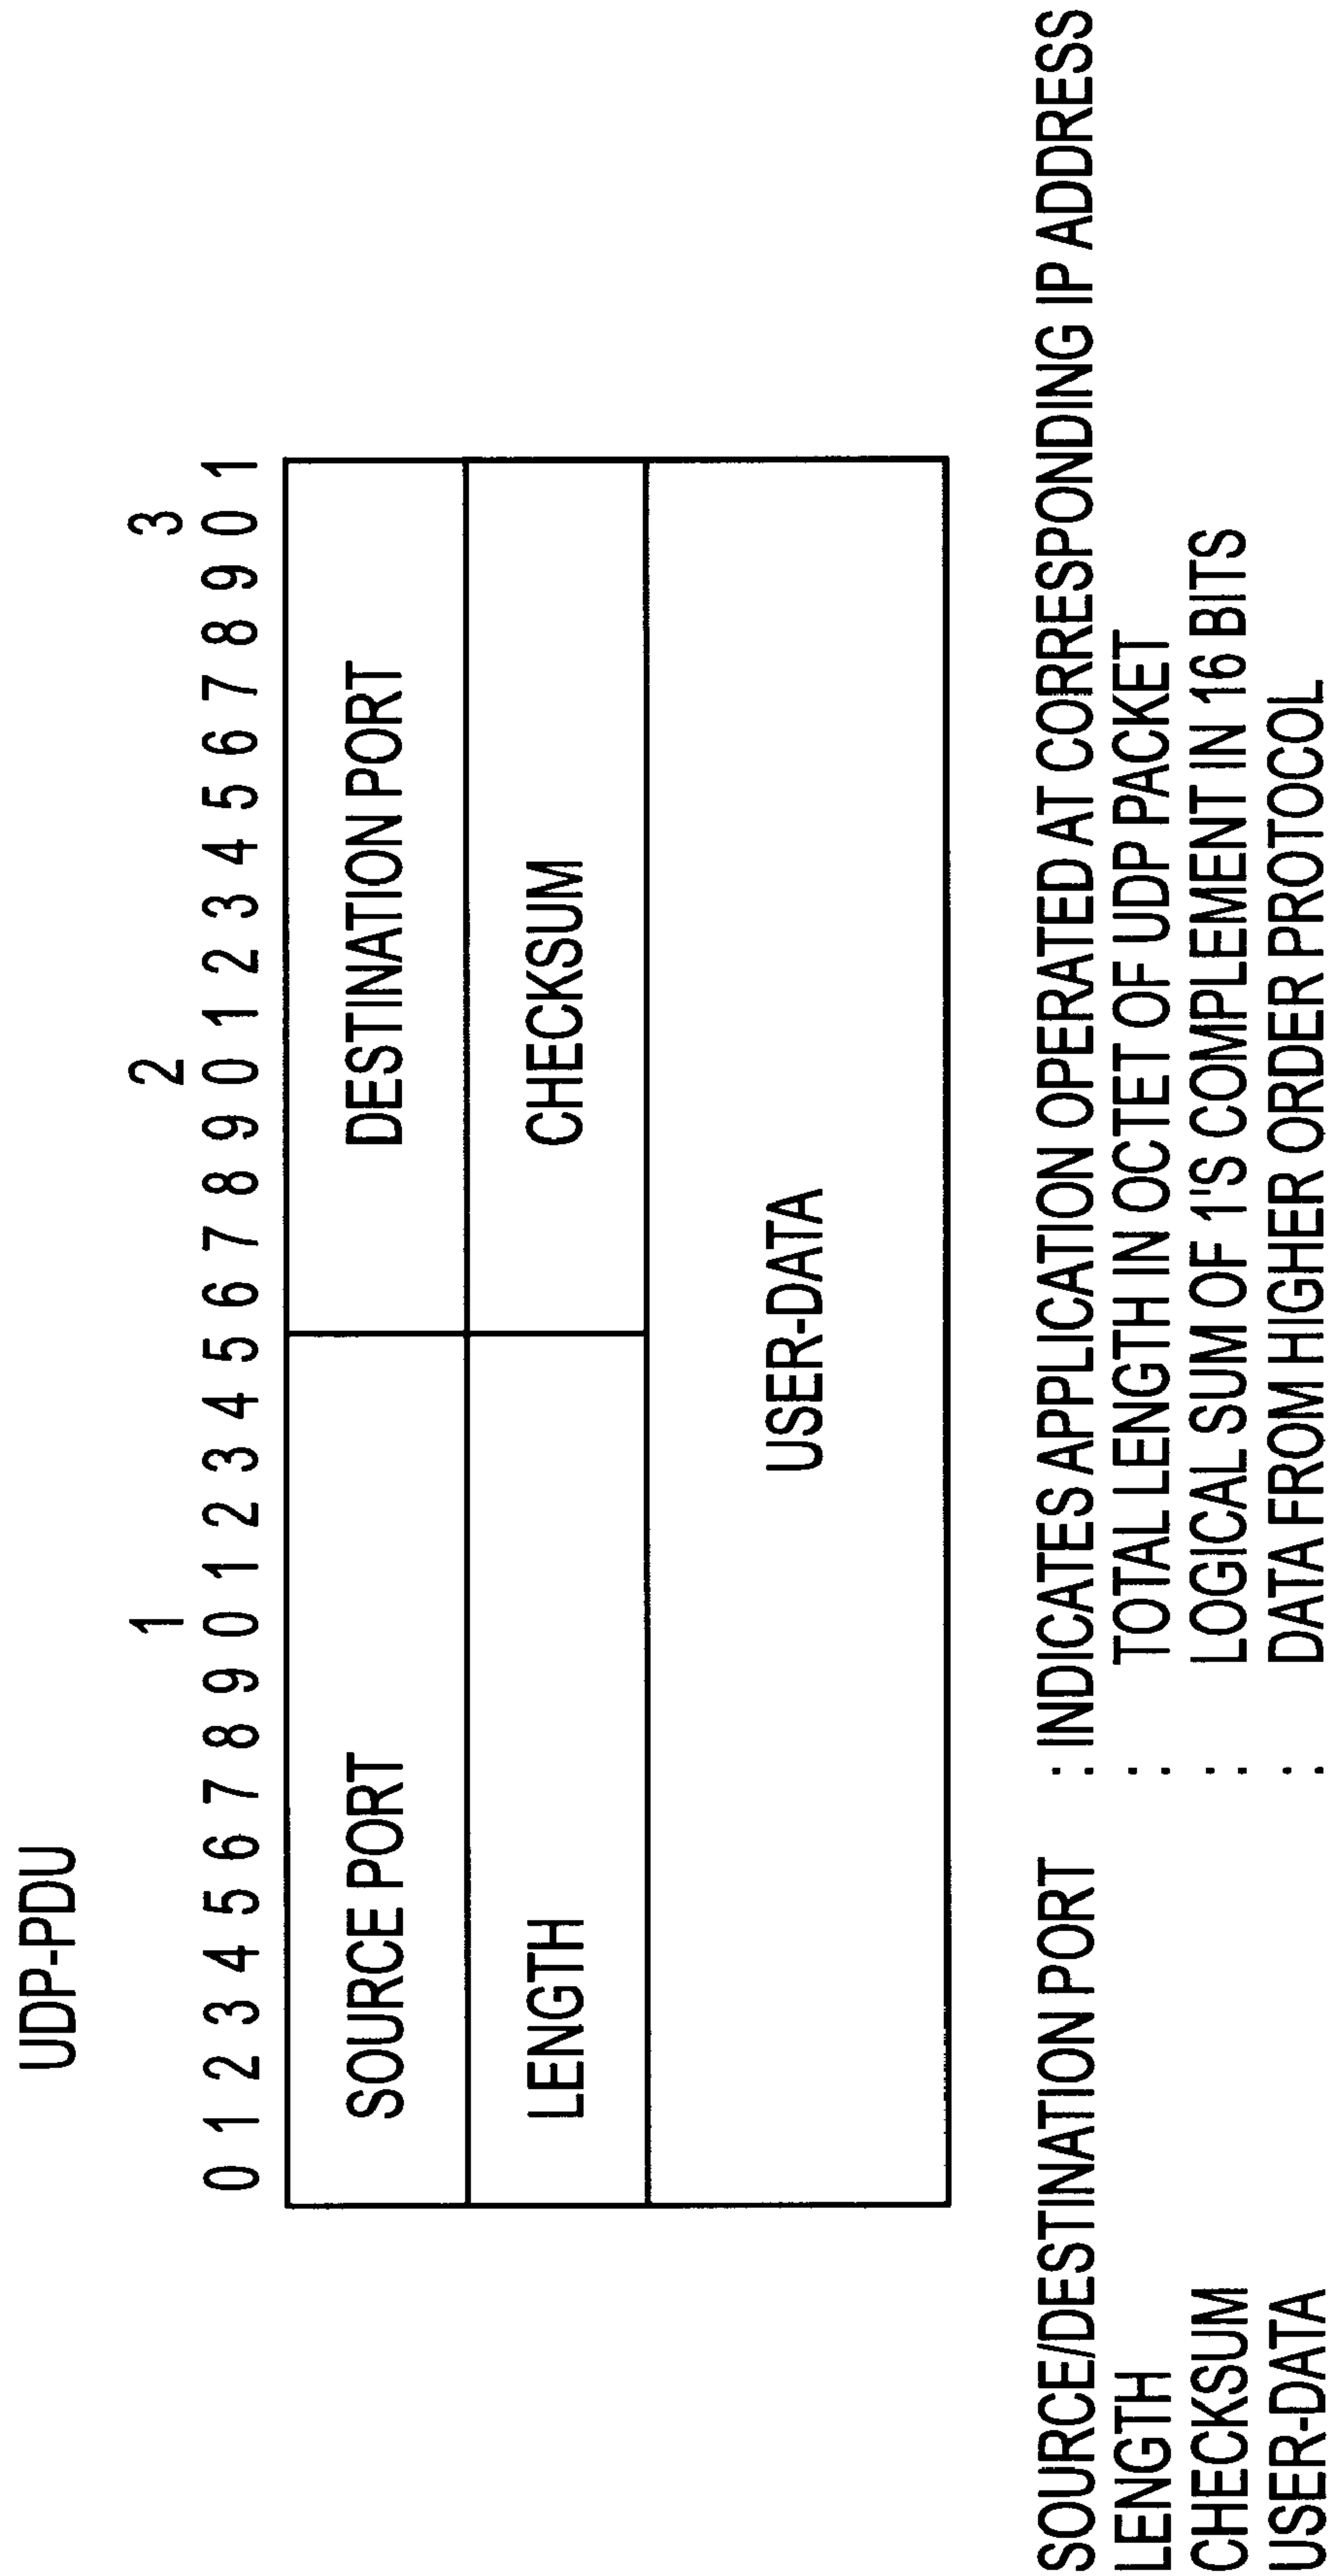 UDP-PDU
1 2 3
0 1 2 3 4 5 6 7 8 9 0 1 2 3 4 5 6 7 8 9 0 1 2 3 4 5 6 7 8 9 0 1
SOURCE PORT DESTINATION PORT
LENGTH CHECKSUM
USER-DATA
SOURCE/DESTINATION PORT : INDICATES APPLICATION OPERATED AT CORRESPONDING IP ADDRESS
LENGTH : TOTAL LENGTH IN OCTET OF UDP PACKET
CHECKSUM : LOGICAL SUM OF 1'S COMPLEMENT IN 16 BITS
USER-DATA : DATA FROM HIGHER ORDER PROTOCOL